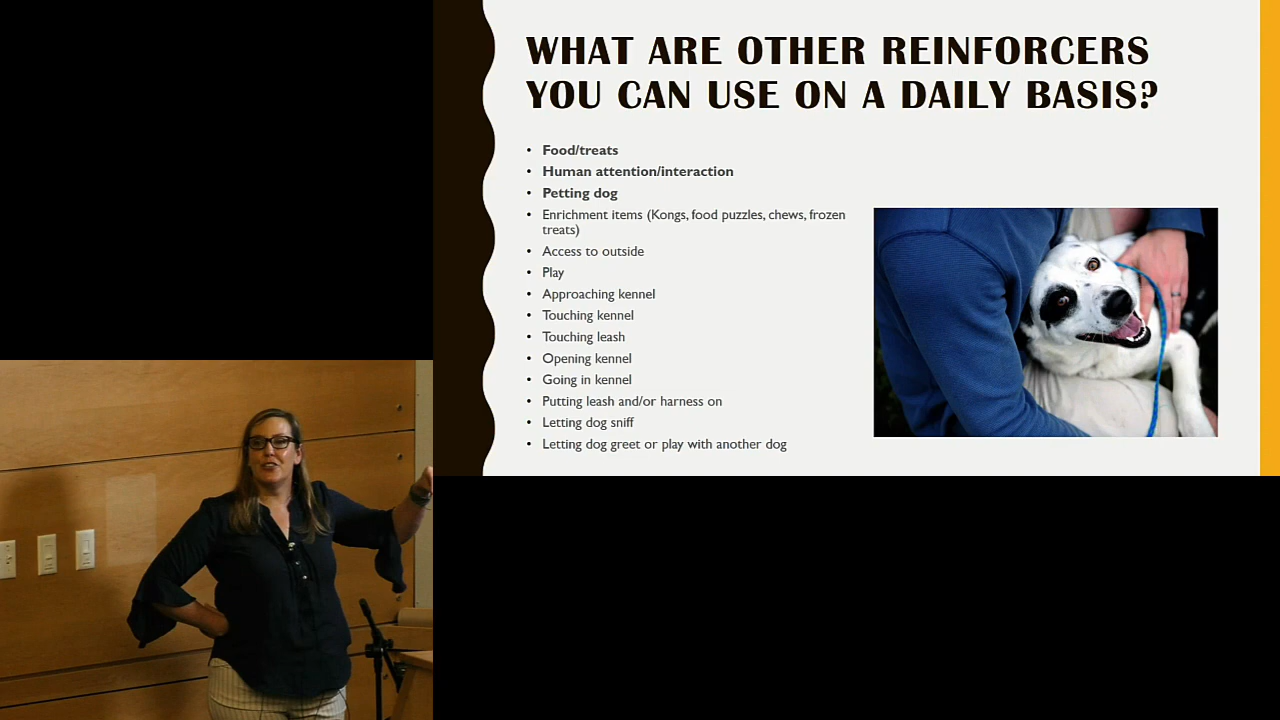 WHAT ARE OTHER REINFORCERS
YOU CAN USE ON A DAILY BASIS?
• Food/treats
• Human attention/interaction
• Petting dog
• Enrichment items (Kongs, food puzzles, chews, frozen
treats)
• Access to outside
• Play
• Approaching kennel
• Touching kennel
• Touching leash
• Opening kennel
• Going in kennel
• Putting leash and/or harness on
• Letting dog sniff
• Letting dog greet or play with another dog